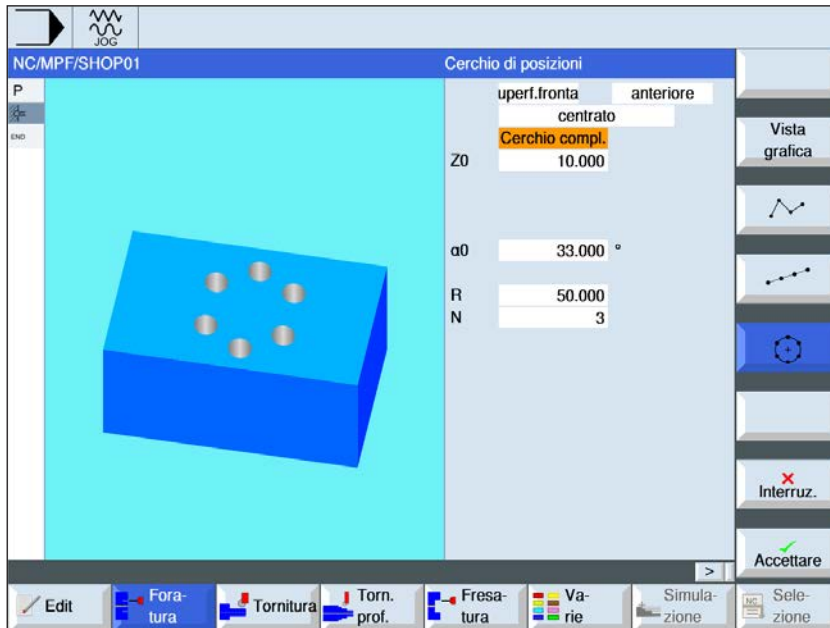 JOG
NC/MPF/SHOP01
Cerchio di posizioni
P
END
uperf.fronta anteriore
centrato
Cerchio compl.
Z0 10.000
α0 33.000 °
R 50.000
N 3
Vista
grafica
Interruz.
Accettare
>
Edit
Fora-
tura
Tornitura
Torn.
prof.
Fresa-
tura
Va-
rie
Simula-
zione
NC
Sele-
zione